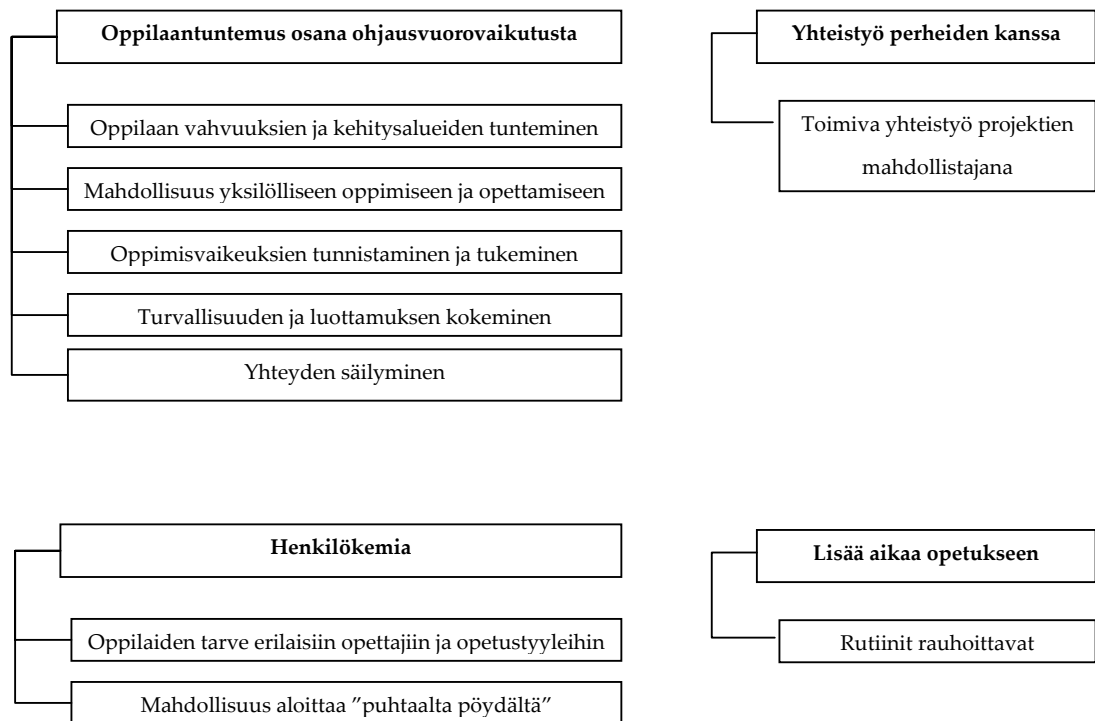 Oppilaantuntemus osana ohjausvuorovaikutusta
Oppilaan vahvuuksien ja kehitysalueiden tunteminen
Mahdollisuus yksilölliseen oppimiseen ja opettamiseen
Oppimisvaikeuksien tunnistaminen ja tukeminen
Turvallisuuden ja luottamuksen kokeminen
Yhteyden säilyminen
Yhteistyö perheiden kanssa
Toimiva yhteistyö projektien
mahdollistajana
Henkilökemia
Oppilaiden tarve erilaisiin opettajiin ja opetustyyleihin
Mahdollisuus aloittaa ”puhtaalta pöydältä”
Lisää aikaa opetukseen
Rutiinit rauhoittavat